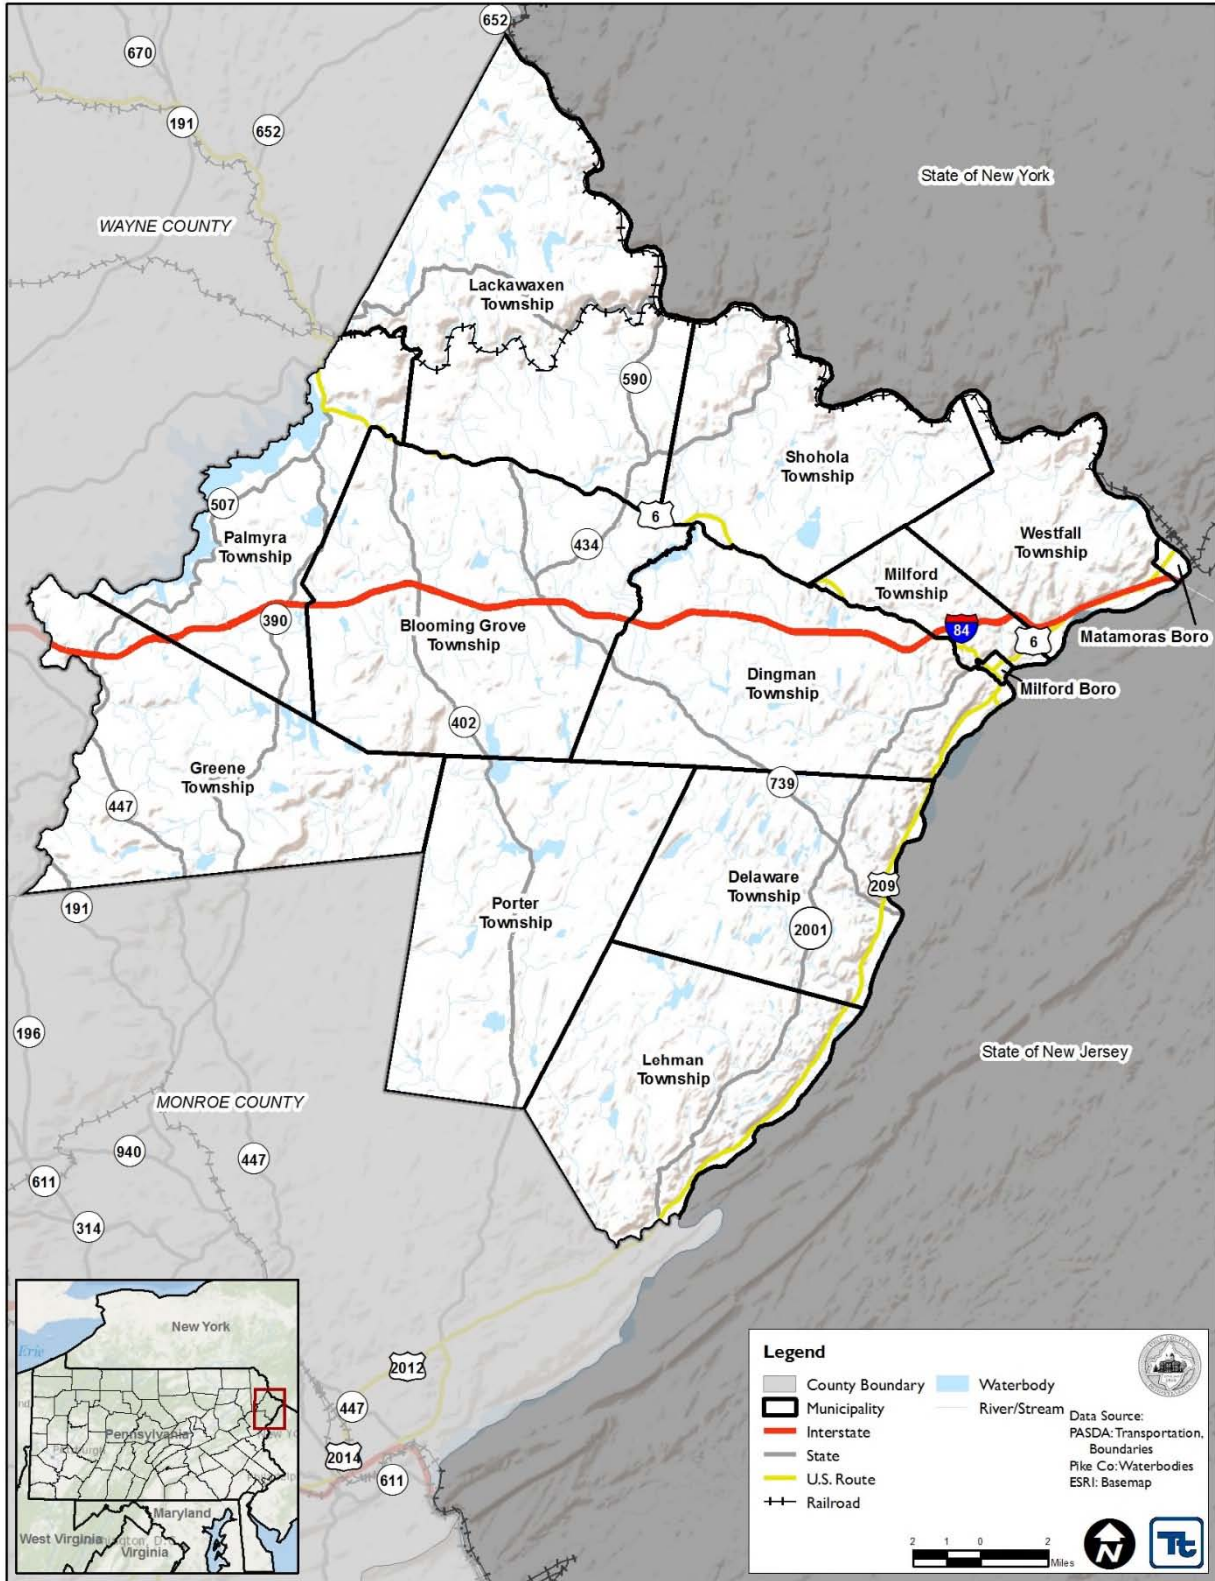 652
670
191
652
State of New York
WAYNE COUNTY
Lackawaxen
Township
590
Shohola
Township
507
6
Palmyra
Township
434
Westfall
Township
Milford
Township
390
Blooming Grove
Township
84
6
Matamoras Boro
Dingman
Township
Milford Boro
402
Greene
Township
739
447
Delaware
Township
209
191
Porter
Township
2001
196
State of New Jersey
Lehman
Township
MONROE COUNTY
940
447
611
314
New York
Erie
Pennsylvania
Pittsburgh
Maryland
West Virginia
Virginia
2012
447
2014
611
Legend
County Boundary
Municipality
Interstate
State
U.S. Route
Railroad
Waterbody
River/Stream
Data Source:
PASDA: Transportation,
Boundaries
Pike Co: Waterbodies
ESRI: Basemap
2 1 0 2
Miles
N
Tt